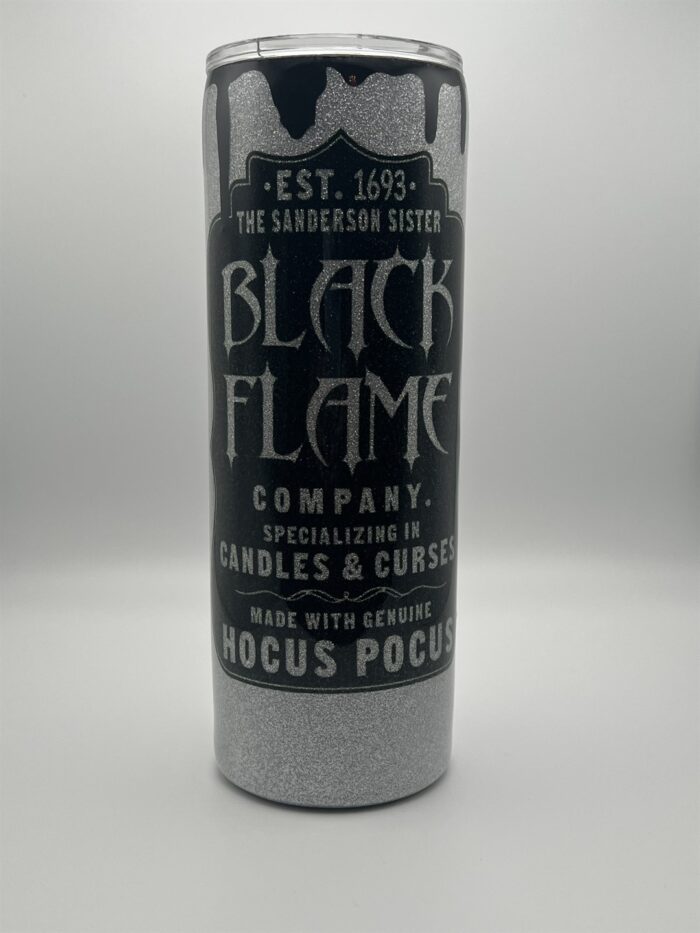 ·EST. 1693·
THE SANDERSON SISTER
BLACK
FLAME
COMPANY.
SPECIALIZING IN
CANDLES & CURSES
MADE WITH GENUINE
HOCUS POCUS